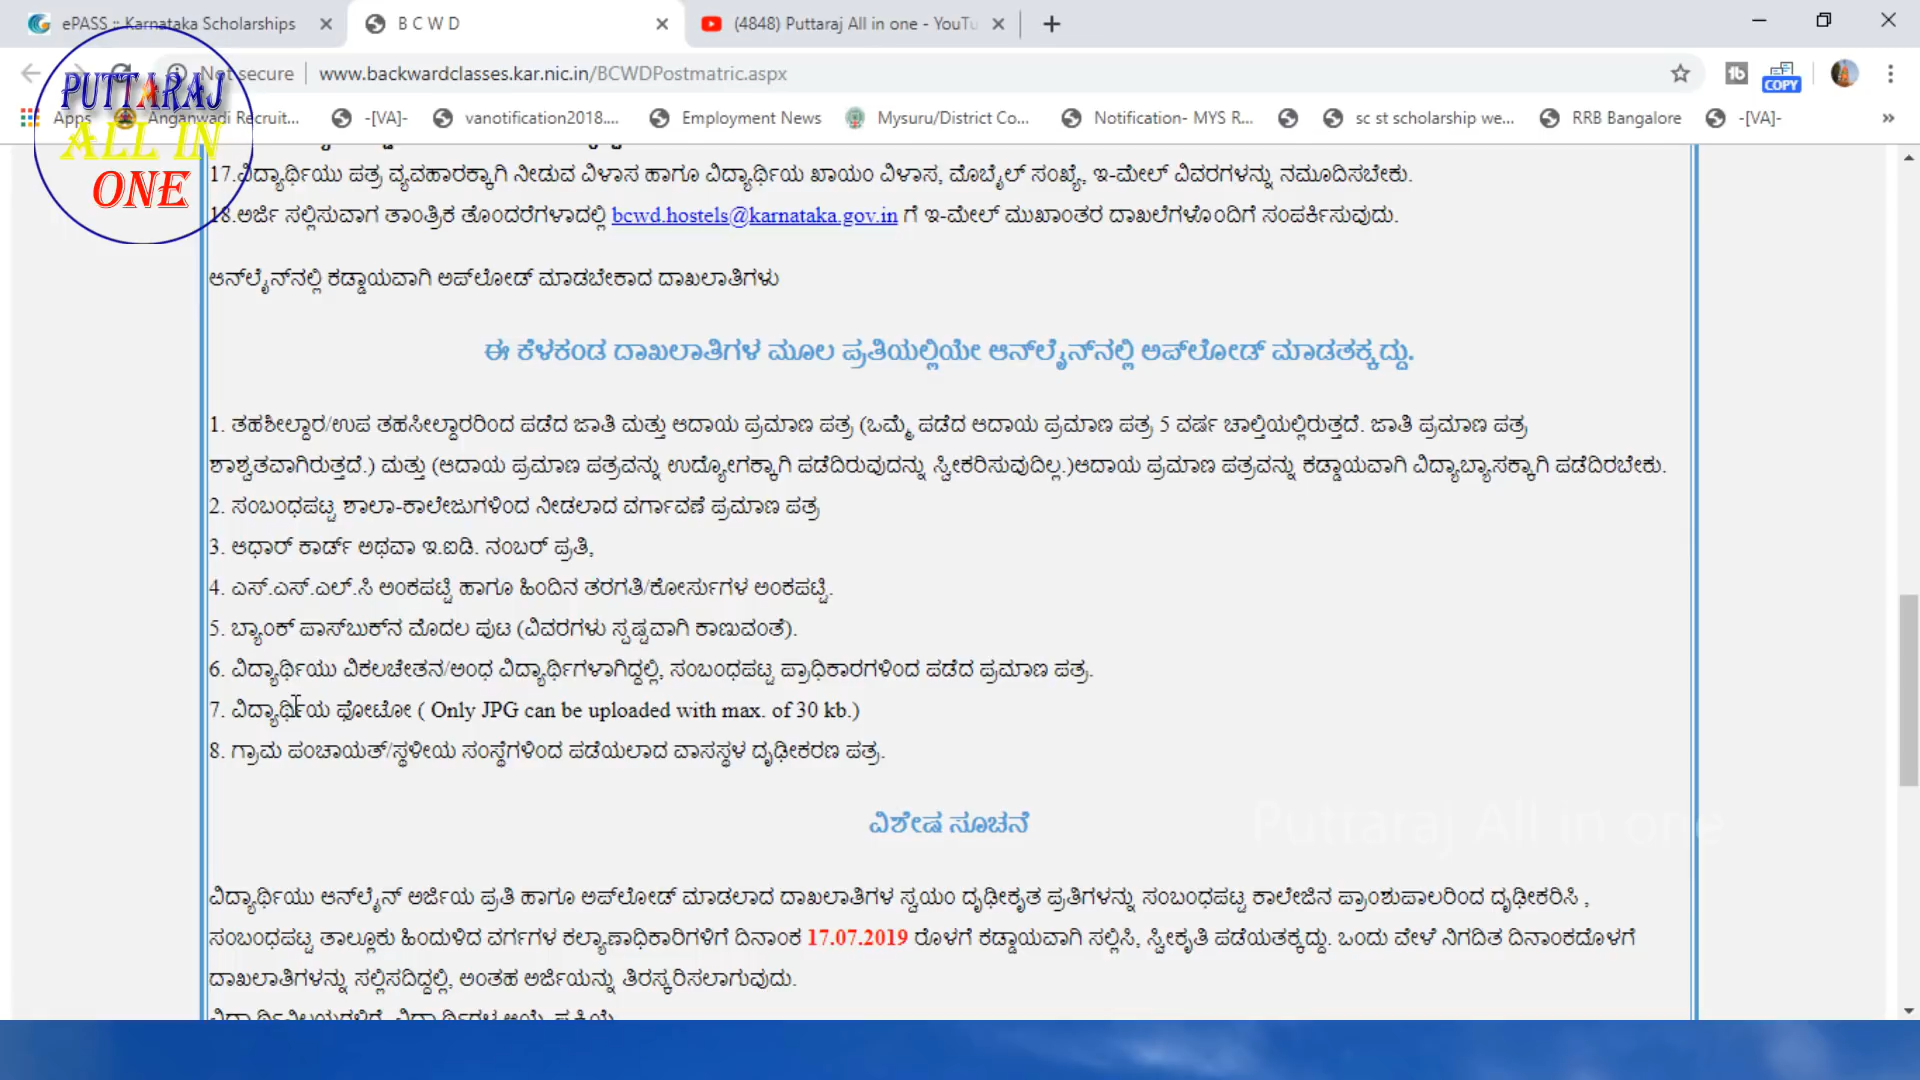 ePASS :: Karnataka Scholarships
B C W D
(4848) Puttaraj All in one - YouTu
Not secure
www.backwardclasses.kar.nic.in/BCWDPostmatric.aspx
COPY
Apps
Anganwadi Recruit...
-[VA]-
vanotification2018....
Employment News
Mysuru/District Co...
Notification- MYS R...
sc st scholarship we...
RRB Bangalore
-[VA]-
»
PUTTARAJ
ALL IN
ONE
17.ವಿದ್ಯಾರ್ಥಿಯು ಪತ್ರ ವ್ಯವಹಾರಕ್ಕಾಗಿ ನೀಡುವ ವಿಳಾಸ ಹಾಗೂ ವಿದ್ಯಾರ್ಥಿಯ ಖಾಯಂ ವಿಳಾಸ, ಮೊಬೈಲ್ ಸಂಖ್ಯೆ, ಇ-ಮೇಲ್ ವಿವರಗಳನ್ನು ನಮೂದಿಸಬೇಕು.
18.ಅರ್ಜಿ ಸಲ್ಲಿಸುವಾಗ ತಾಂತ್ರಿಕ ತೊಂದರೆಗಳಾದಲ್ಲಿ bcwd.hostels@karnataka.gov.in ಗೆ ಇ-ಮೇಲ್ ಮುಖಾಂತರ ದಾಖಲೆಗಳೊಂದಿಗೆ ಸಂಪರ್ಕಿಸುವುದು.
ಆನ್‌ಲೈನ್‌ನಲ್ಲಿ ಕಡ್ಡಾಯವಾಗಿ ಅಪ್‌ಲೋಡ್ ಮಾಡಬೇಕಾದ ದಾಖಲಾತಿಗಳು
ಈ ಕೆಳಕಂಡ ದಾಖಲಾತಿಗಳ ಮೂಲ ಪ್ರತಿಯಲ್ಲಿಯೇ ಆನ್‌ಲೈನ್‌ನಲ್ಲಿ ಅಪ್‌ಲೋಡ್ ಮಾಡತಕ್ಕದ್ದು.
1. ತಹಶೀಲ್ದಾರ/ಉಪ ತಹಸೀಲ್ದಾರರಿಂದ ಪಡೆದ ಜಾತಿ ಮತ್ತು ಆದಾಯ ಪ್ರಮಾಣ ಪತ್ರ (ಒಮ್ಮೆ ಪಡೆದ ಆದಾಯ ಪ್ರಮಾಣ ಪತ್ರ 5 ವರ್ಷ ಚಾಲ್ತಿಯಲ್ಲಿರುತ್ತದೆ. ಜಾತಿ ಪ್ರಮಾಣ ಪತ್ರ
ಶಾಶ್ವತವಾಗಿರುತ್ತದೆ.) ಮತ್ತು (ಆದಾಯ ಪ್ರಮಾಣ ಪತ್ರವನ್ನು ಉದ್ಯೋಗಕ್ಕಾಗಿ ಪಡೆದಿರುವುದನ್ನು ಸ್ವೀಕರಿಸುವುದಿಲ್ಲ.)ಆದಾಯ ಪ್ರಮಾಣ ಪತ್ರವನ್ನು ಕಡ್ಡಾಯವಾಗಿ ವಿದ್ಯಾಬ್ಯಾಸಕ್ಕಾಗಿ ಪಡೆದಿರಬೇಕು.
2. ಸಂಬಂಧಪಟ್ಟ ಶಾಲಾ-ಕಾಲೇಜುಗಳಿಂದ ನೀಡಲಾದ ವರ್ಗಾವಣೆ ಪ್ರಮಾಣ ಪತ್ರ
3. ಆಧಾರ್ ಕಾರ್ಡ್ ಅಥವಾ ಇ.ಐಡಿ. ನಂಬರ್ ಪ್ರತಿ,
4. ಎಸ್.ಎಸ್.ಎಲ್.ಸಿ ಅಂಕಪಟ್ಟಿ ಹಾಗೂ ಹಿಂದಿನ ತರಗತಿ/ಕೋರ್ಸುಗಳ ಅಂಕಪಟ್ಟಿ.
5. ಬ್ಯಾಂಕ್ ಪಾಸ್‌ಬುಕ್‌ನ ಮೊದಲ ಪುಟ (ವಿವರಗಳು ಸ್ಪಷ್ಟವಾಗಿ ಕಾಣುವಂತೆ).
6. ವಿದ್ಯಾರ್ಥಿಯು ವಿಕಲಚೇತನ/ಅಂಧ ವಿದ್ಯಾರ್ಥಿಗಳಾಗಿದ್ದಲ್ಲಿ, ಸಂಬಂಧಪಟ್ಟ ಪ್ರಾಧಿಕಾರಗಳಿಂದ ಪಡೆದ ಪ್ರಮಾಣ ಪತ್ರ.
7. ವಿದ್ಯಾರ್ಥಿಯ ಫೋಟೋ ( Only JPG can be uploaded with max. of 30 kb.)
8. ಗ್ರಾಮ ಪಂಚಾಯತ್/ಸ್ಥಳೀಯ ಸಂಸ್ಥೆಗಳಿಂದ ಪಡೆಯಲಾದ ವಾಸಸ್ಥಳ ದೃಢೀಕರಣ ಪತ್ರ.
ವಿಶೇಷ ಸೂಚನೆ
Puttaraj All in one
ವಿದ್ಯಾರ್ಥಿಯು ಆನ್‌ಲೈನ್ ಅರ್ಜಿಯ ಪ್ರತಿ ಹಾಗೂ ಅಪ್‌ಲೋಡ್ ಮಾಡಲಾದ ದಾಖಲಾತಿಗಳ ಸ್ವಯಂ ದೃಢೀಕೃತ ಪ್ರತಿಗಳನ್ನು ಸಂಬಂಧಪಟ್ಟ ಕಾಲೇಜಿನ ಪ್ರಾಂಶುಪಾಲರಿಂದ ದೃಢೀಕರಿಸಿ ,
ಸಂಬಂಧಪಟ್ಟ ತಾಲ್ಲೂಕು ಹಿಂದುಳಿದ ವರ್ಗಗಳ ಕಲ್ಯಾಣಾಧಿಕಾರಿಗಳಿಗೆ ದಿನಾಂಕ 17.07.2019 ರೊಳಗೆ ಕಡ್ಡಾಯವಾಗಿ ಸಲ್ಲಿಸಿ, ಸ್ವೀಕೃತಿ ಪಡೆಯತಕ್ಕದ್ದು. ಒಂದು ವೇಳೆ ನಿಗದಿತ ದಿನಾಂಕದೊಳಗೆ
ದಾಖಲಾತಿಗಳನ್ನು ಸಲ್ಲಿಸದಿದ್ದಲ್ಲಿ, ಅಂತಹ ಅರ್ಜಿಯನ್ನು ತಿರಸ್ಕರಿಸಲಾಗುವುದು.